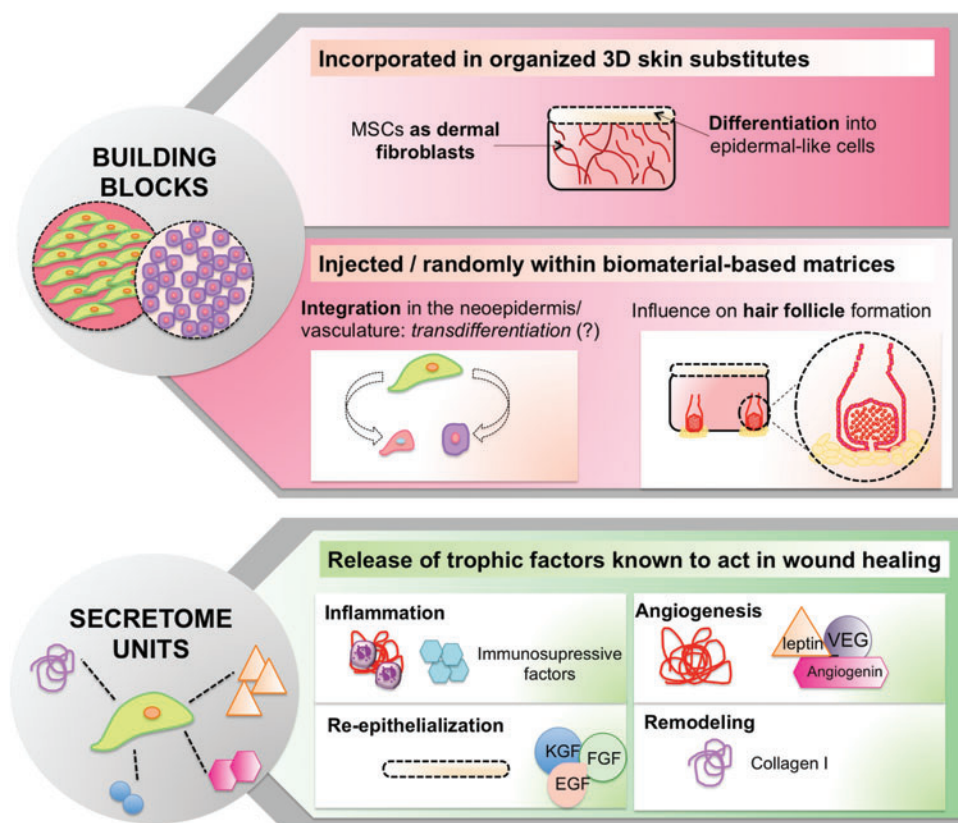 BUILDING
BLOCKS
Incorporated in organized 3D skin substitutes
MSCs as dermal
fibroblasts
Differentiation into
epidermal-like cells
Injected / randomly within biomaterial-based matrices
Integration in the neoepidermis/
vasculature: transdifferentiation (?)
Influence on hair follicle formation
SECRETOME
UNITS
Release of trophic factors known to act in wound healing
Inflammation
Immunosupressive
factors
Angiogenesis
leptin
VEG
Angiogenin
Re-epithelialization
KGF
FGF
EGF
Remodeling
Collagen I